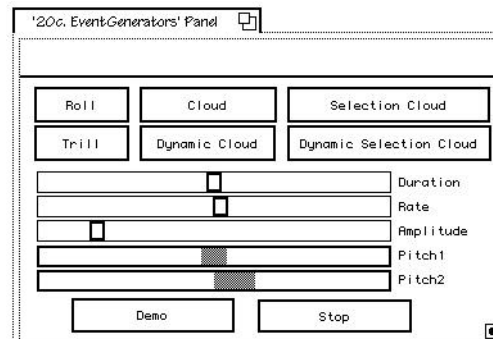 '20c. EventGenerators' Panel
Roll Cloud Selection Cloud
Trill Dynamic Cloud Dynamic Selection Cloud
Duration
Rate
Amplitude
Pitch1
Pitch2
Demo Stop